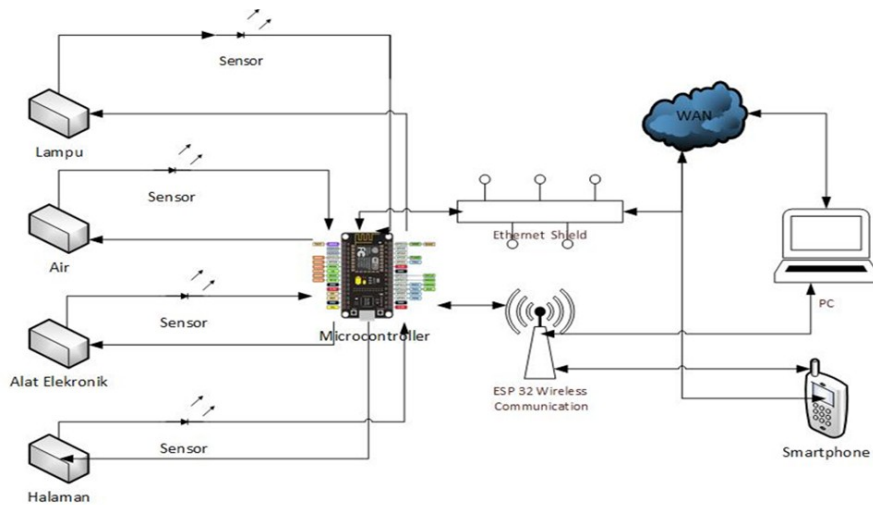 Sensor
WAN
Lampu
Sensor
Ethernet Shield
Air
PC
Sensor
Microcontroller
Alat Elekronik
ESP 32 Wireless
Communication
Sensor
Smartphone
Halaman